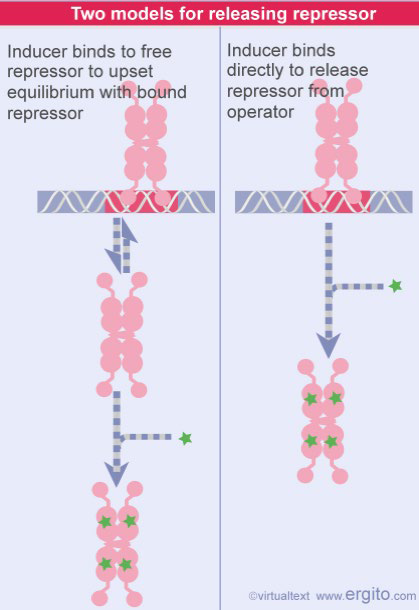 Two models for releasing repressor
Inducer binds to free
repressor to upset
equilibrium with bound
repressor
Inducer binds
directly to release
repressor from
operator
©virtualtext www.ergito.com